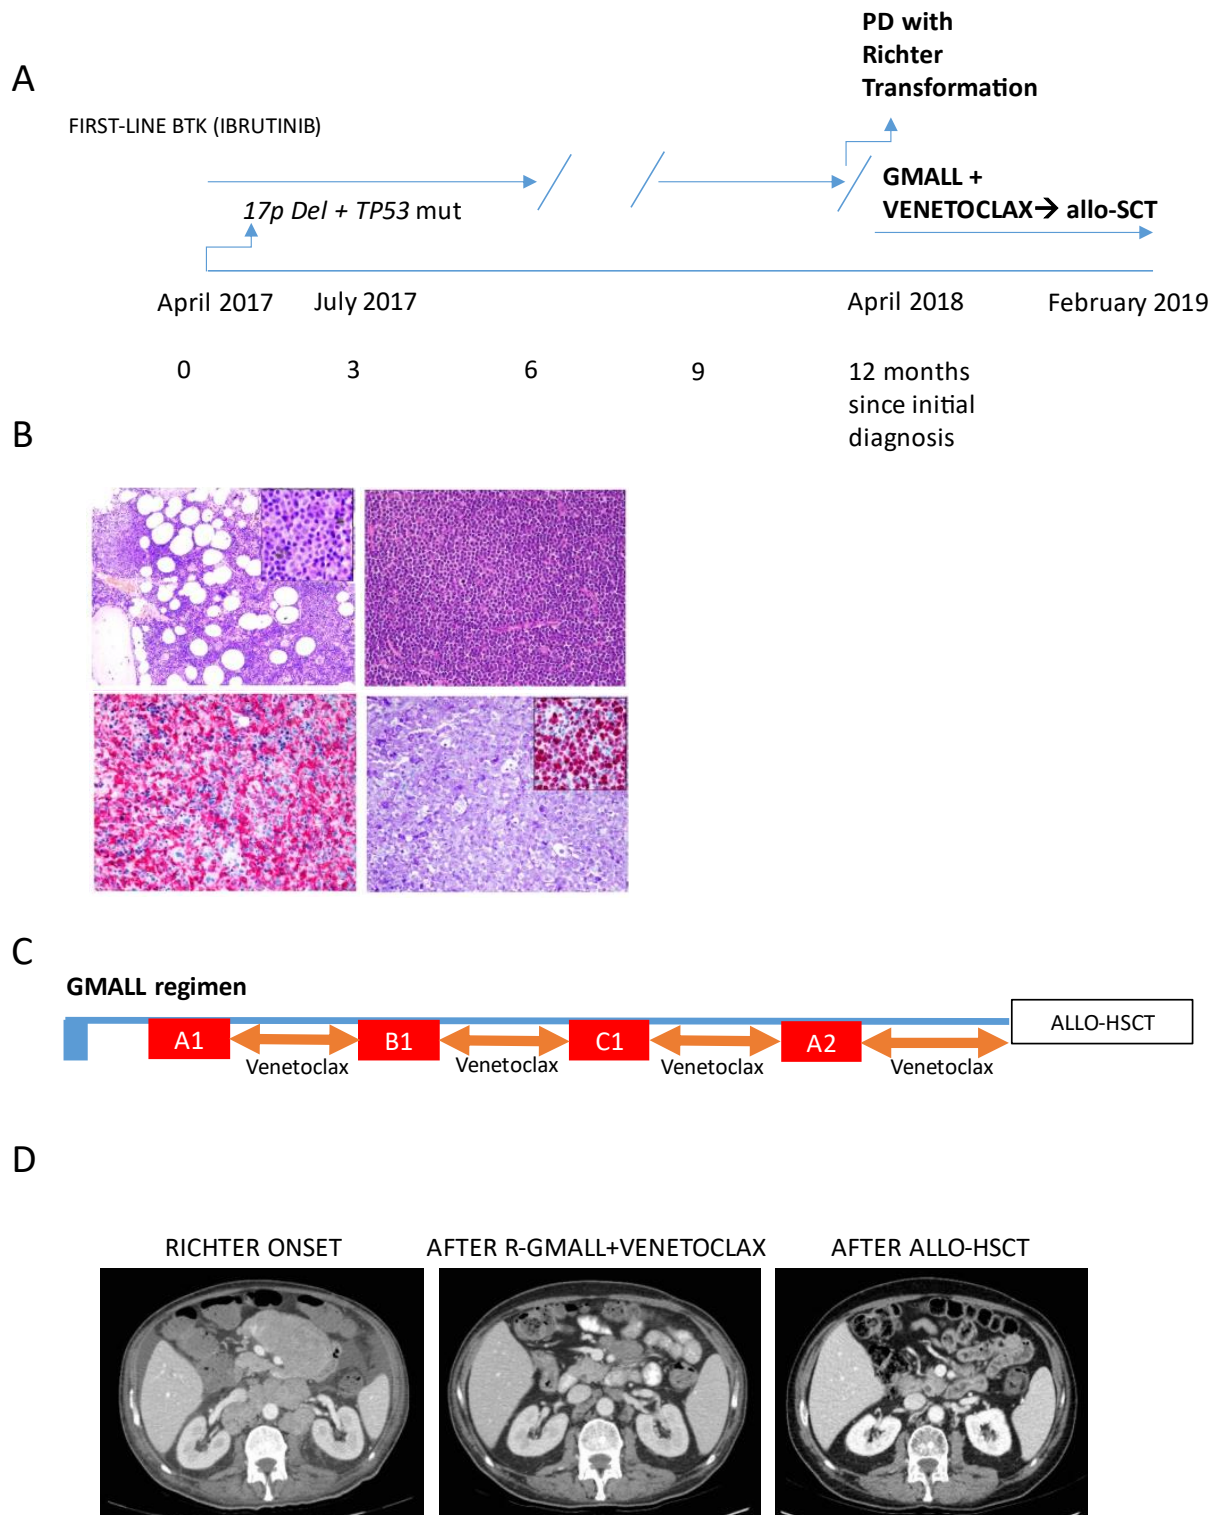 A
PD with
Richter
Transformation
FIRST-LINE BTK (IBRUTINIB)
17p Del + TP53 mut
GMALL +
VENETOCLAX→ allo-SCT
April 2017 July 2017 April 2018 February 2019
0 3 6 9 12 months
since initial
diagnosis
B
C
GMALL regimen
A1 B1 C1 A2 ALLO-HSCT
Venetoclax Venetoclax Venetoclax Venetoclax
D
RICHTER ONSET AFTER R-GMALL+VENETOCLAX AFTER ALLO-HSCT